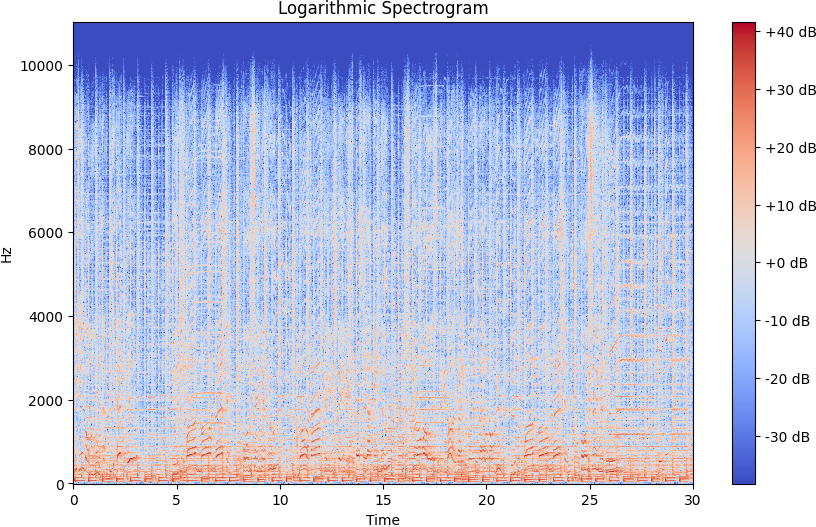 Logarithmic Spectrogram
Hz
10000
8000
6000
4000
2000
0
0 5 10 15 20 25 30
Time
+40 dB
+30 dB
+20 dB
+10 dB
+0 dB
-10 dB
-20 dB
-30 dB